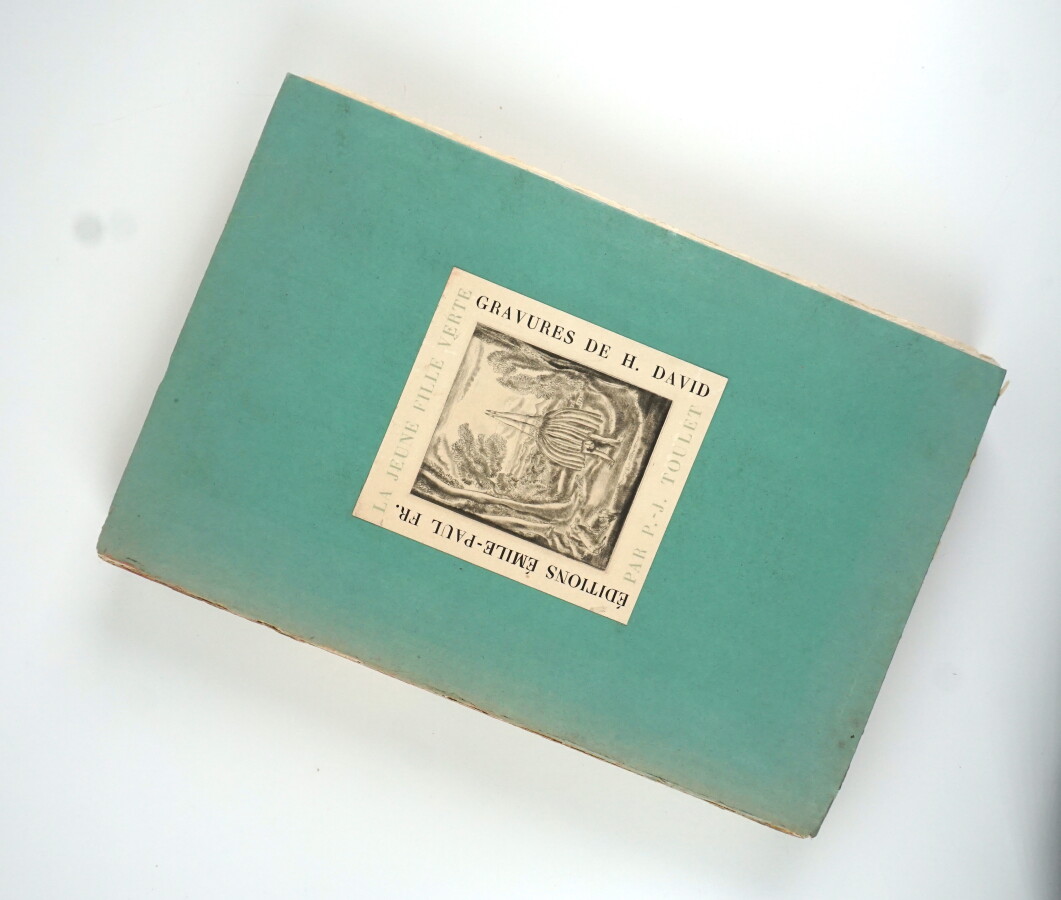 LA JEUNE FILLE VERTE
GRAVURES DE H. DAVID
PAR P.-J. TOULET
ÉDITIONS ÉMILE-PAUL FR.